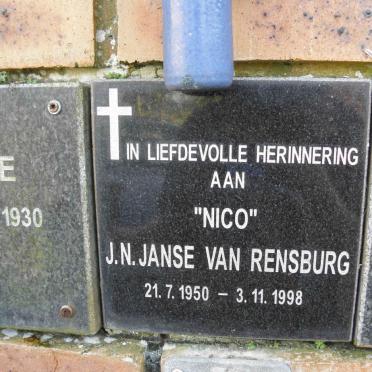 E
1930
IN LIEFDEVOLLE HERINNERING
AAN
"NICO"
J.N. JANSE VAN RENSBURG
21.7.1950 - 3.11.1998